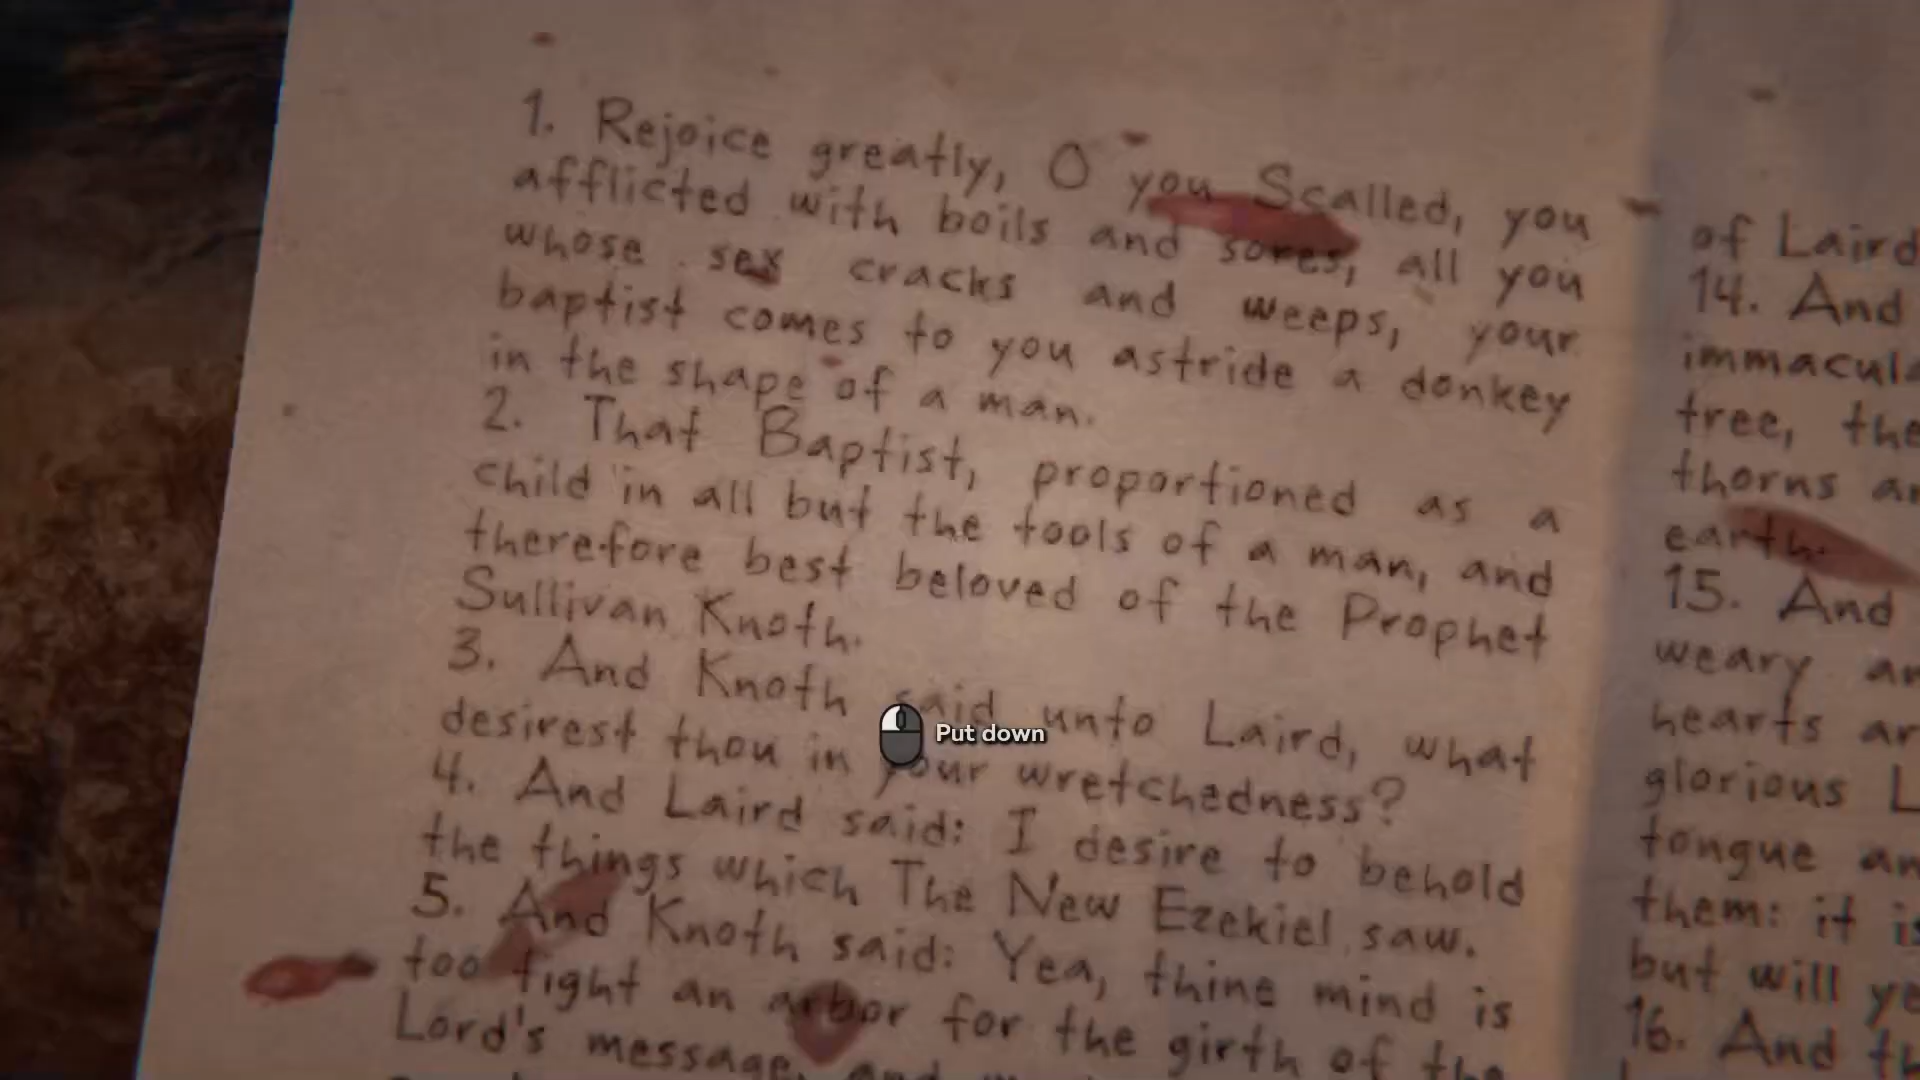 1. Rejoice greatly, O you Scalled, you
afflicted with boils and sores, all you
whose sex cracks and weeps, your
baptist comes to you astride a donkey
in the shape of a man.
2. That Baptist, proportioned as a
child in all but the tools of a man, and
therefore best beloved of the Prophet
Sullivan Knoth.
3. And Knoth said unto Laird, what
desirest thou in your wretchedness?
4. And Laird said: I desire to behold
the things which The New Ezekiel saw.
5. And Knoth said: Yea, thine mind is
too tight an arbor for the girth of the
Lord's message, and
Put down
of Laird
14. And
tree, the
thorns
earth.
15. And
weary
hearts
glorious
tongue
them: it is
but will
16. And